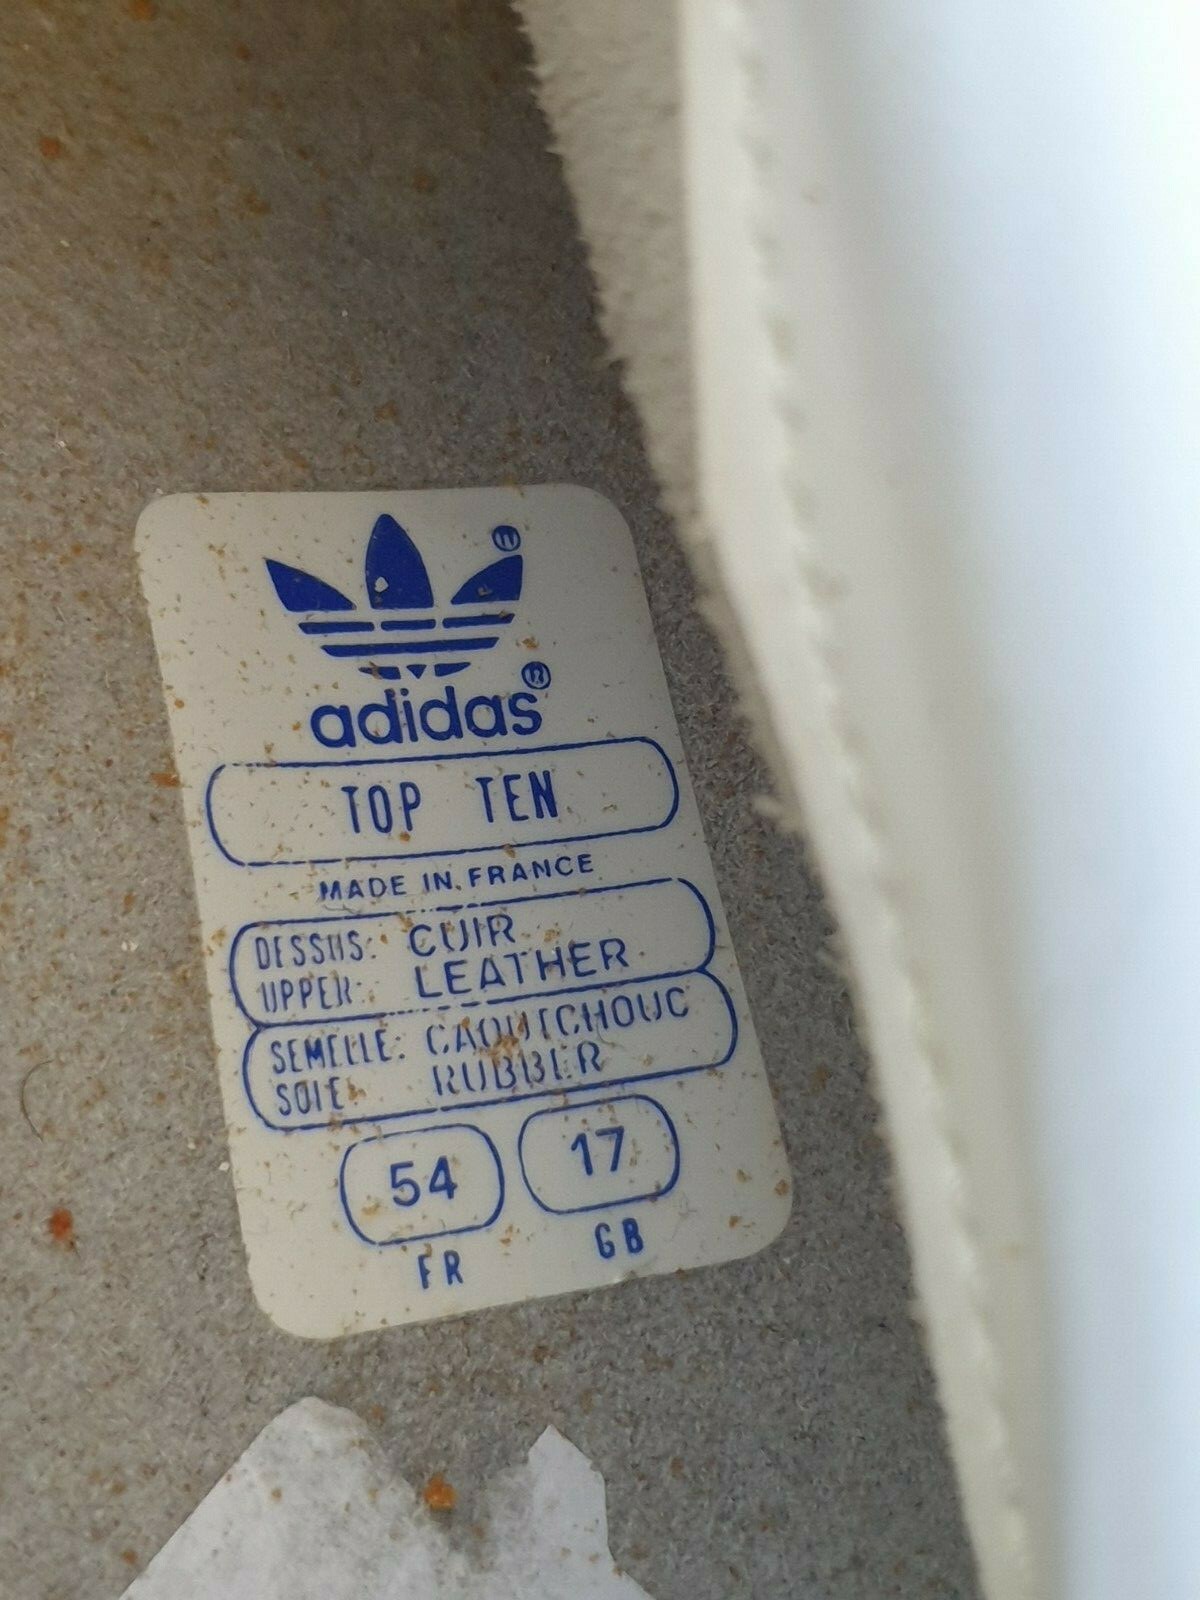 adidas
TOP TEN
MADE IN FRANCE
DESSUS: CUIR
UPPER: LEATHER
SEMELLE: CAOUTCHOUC
SOLE: RUBBER
54 17
FR GB